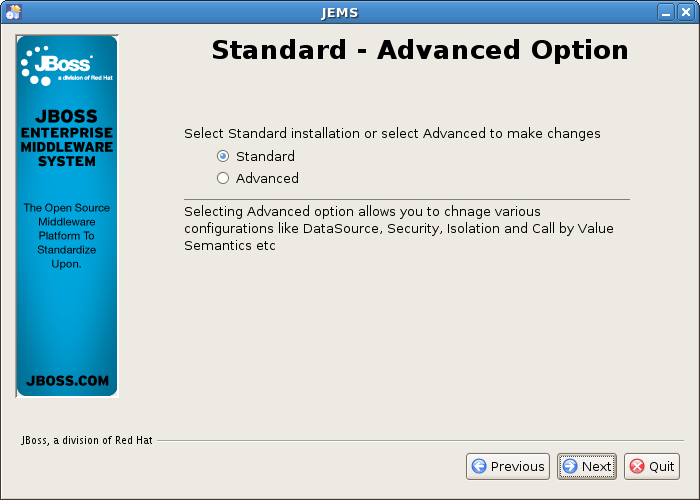 JEMS
JBoss
a division of Red Hat
JBOSS
ENTERPRISE
MIDDLEWARE
SYSTEM
The Open Source
Middleware
Platform To
Standardize
Upon.
JBOSS.COM
Standard - Advanced Option
Select Standard installation or select Advanced to make changes
Standard
Advanced
Selecting Advanced option allows you to chnage various
configurations like DataSource, Security, Isolation and Call by Value
Semantics etc
JBoss, a division of Red Hat
Previous Next Quit